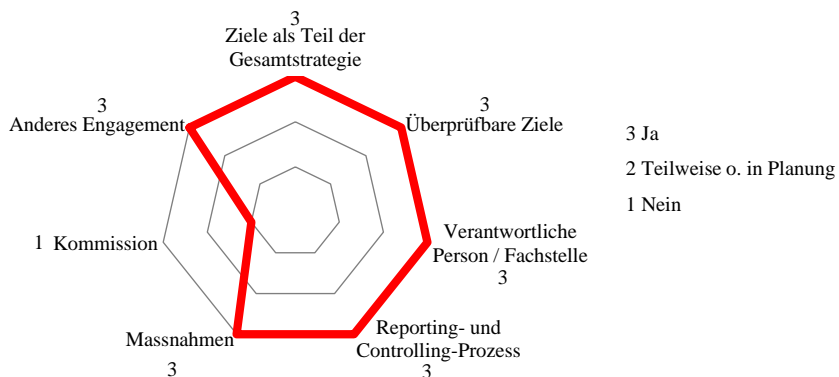 3
Ziele als Teil der
Gesamtstrategie
3
Überprüfbare Ziele
Verantwortliche
Person / Fachstelle
3
Reporting- und
Controlling-Prozess
3
Massnahmen
3
1 Kommission
3
Anderes Engagement
3 Ja
2 Teilweise o. in Planung
1 Nein